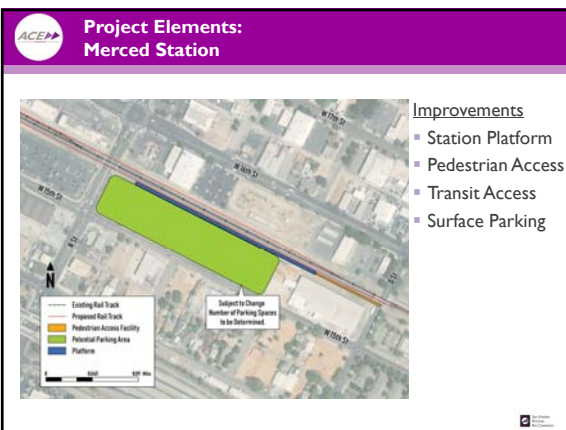 ACE
Project Elements:
Merced Station
Improvements
Station Platform
Pedestrian Access
Transit Access
Surface Parking
W 17th St
W 16th St
W 15th St
W 15th St
N
Existing Rail Track
Proposed Rail Track
Pedestrian Access Facility
Potential Parking Area
Platform
Subject to Change
Number of Parking Spaces
to be Determined.